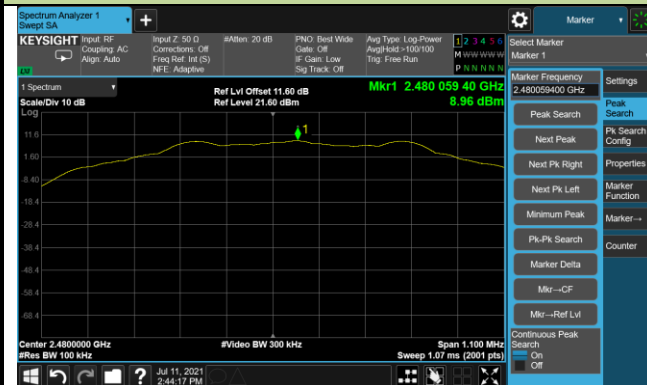 Spectrum Analyzer 1
Swept SA
Marker
KEYSIGHT
Input: RF
Coupling: AC
Align: Auto
Input Z: 50 Ω
Corrections: Off
Freq Ref: Int (S)
NFE: Adaptive
#Atten: 20 dB
PNO: Best Wide
Gate: Off
IF Gain: Low
Sig Track: Off
Avg Type: Log-Power
Avg|Hold:>100/100
Trig: Free Run
1 2 3 4 5 6
M W W W W W
P N N N N N
Select Marker
Marker 1
Marker Frequency
2.480059400 GHz
Settings
1 Spectrum
Scale/Div 10 dB
Log
Ref Lvl Offset 11.60 dB
Ref Level 21.60 dBm
Mkr1 2.480 059 40 GHz
8.96 dBm
Peak Search
Next Peak
Next Pk Right
Next Pk Left
Minimum Peak
Pk-Pk Search
Marker Delta
Mkr→CF
Mkr→Ref Lvl
Continuous Peak
Search
On
Off
Peak
Search
Pk Search
Config
Properties
Marker
Function
Marker→
Counter
1
11.6
1.60
-8.40
-18.4
-28.4
-38.4
-48.4
-58.4
-68.4
Center 2.4800000 GHz
#Res BW 100 kHz
#Video BW 300 kHz
Span 1.100 MHz
Sweep 1.07 ms (2001 pts)
Jul 11, 2021
2:44:17 PM